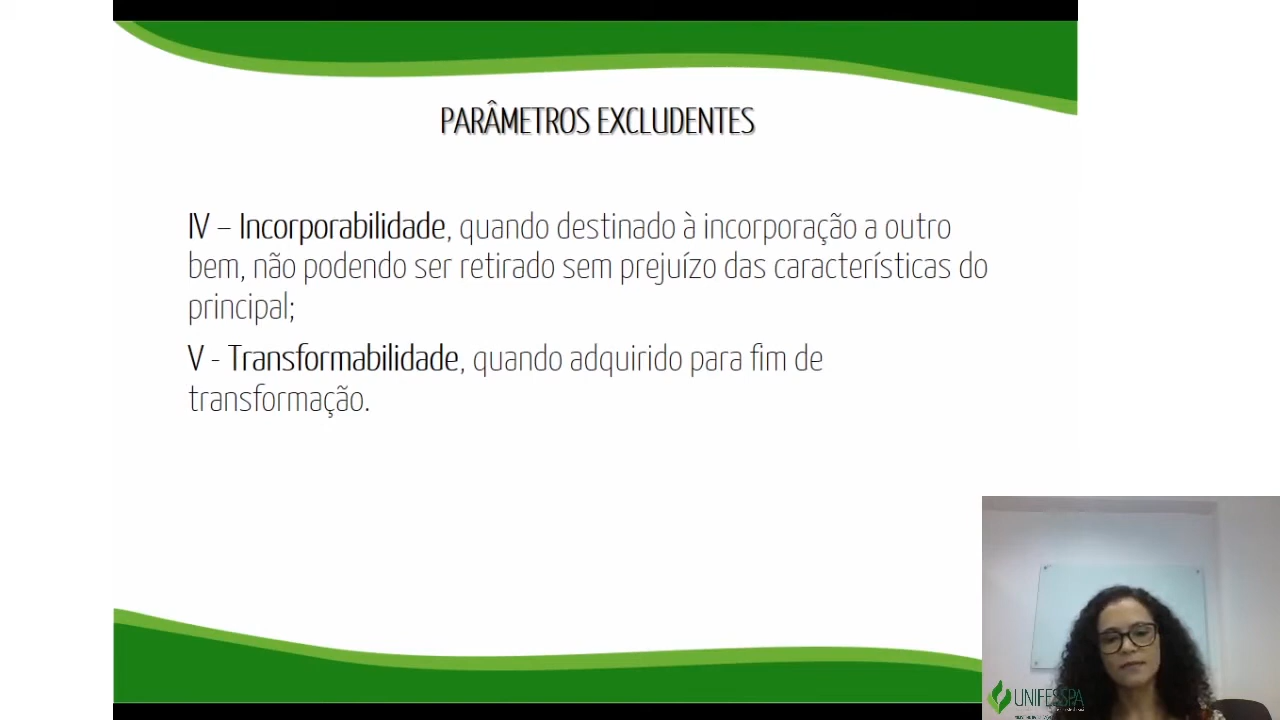 PARÂMETROS EXCLUDENTES
IV – Incorporabilidade, quando destinado à incorporação a outro
bem, não podendo ser retirado sem prejuízo das características do
principal;
V - Transformabilidade, quando adquirido para fim de
transformação.
UNIFESSPA